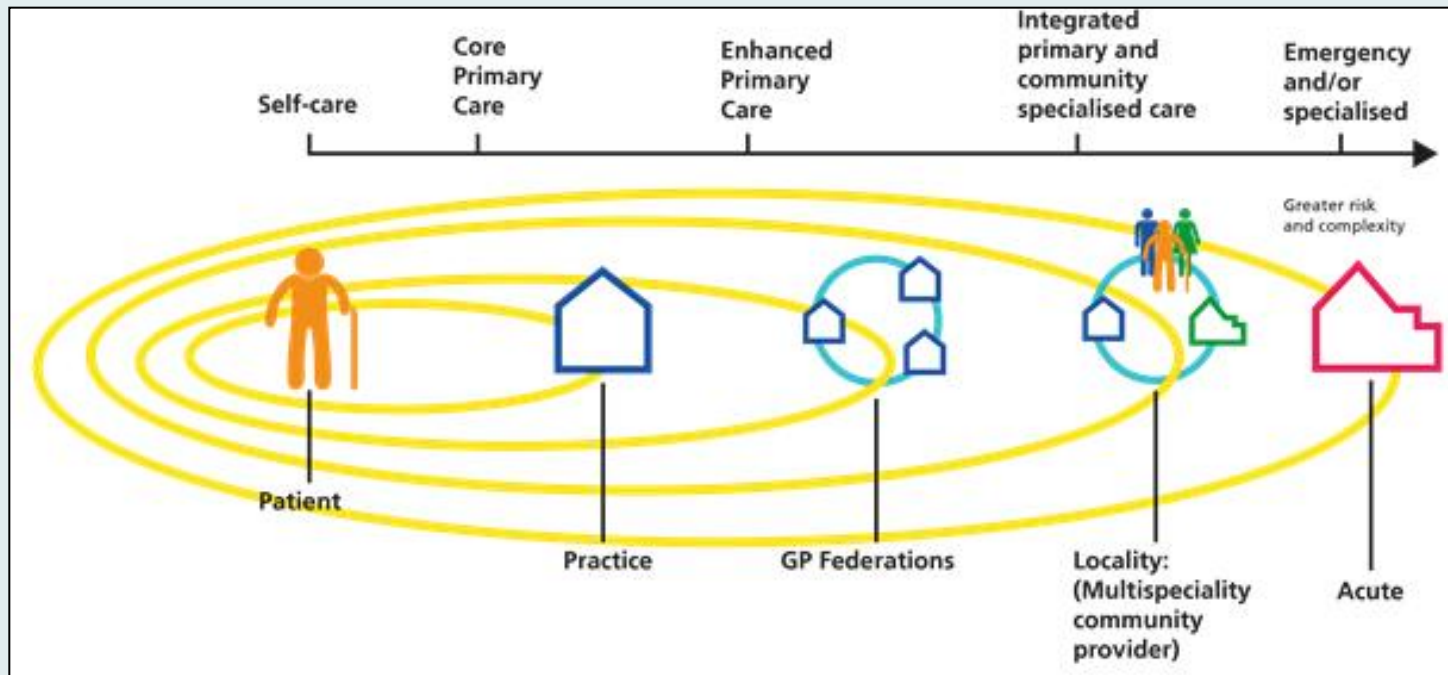 Self-care
Core
Primary
Care
Enhanced
Primary
Care
Integrated
primary and
community
specialised care
Emergency
and/or
specialised
Greater risk
and complexity
Patient
Practice
GP Federations
Locality:
(Multispeciality
community
provider)
Acute